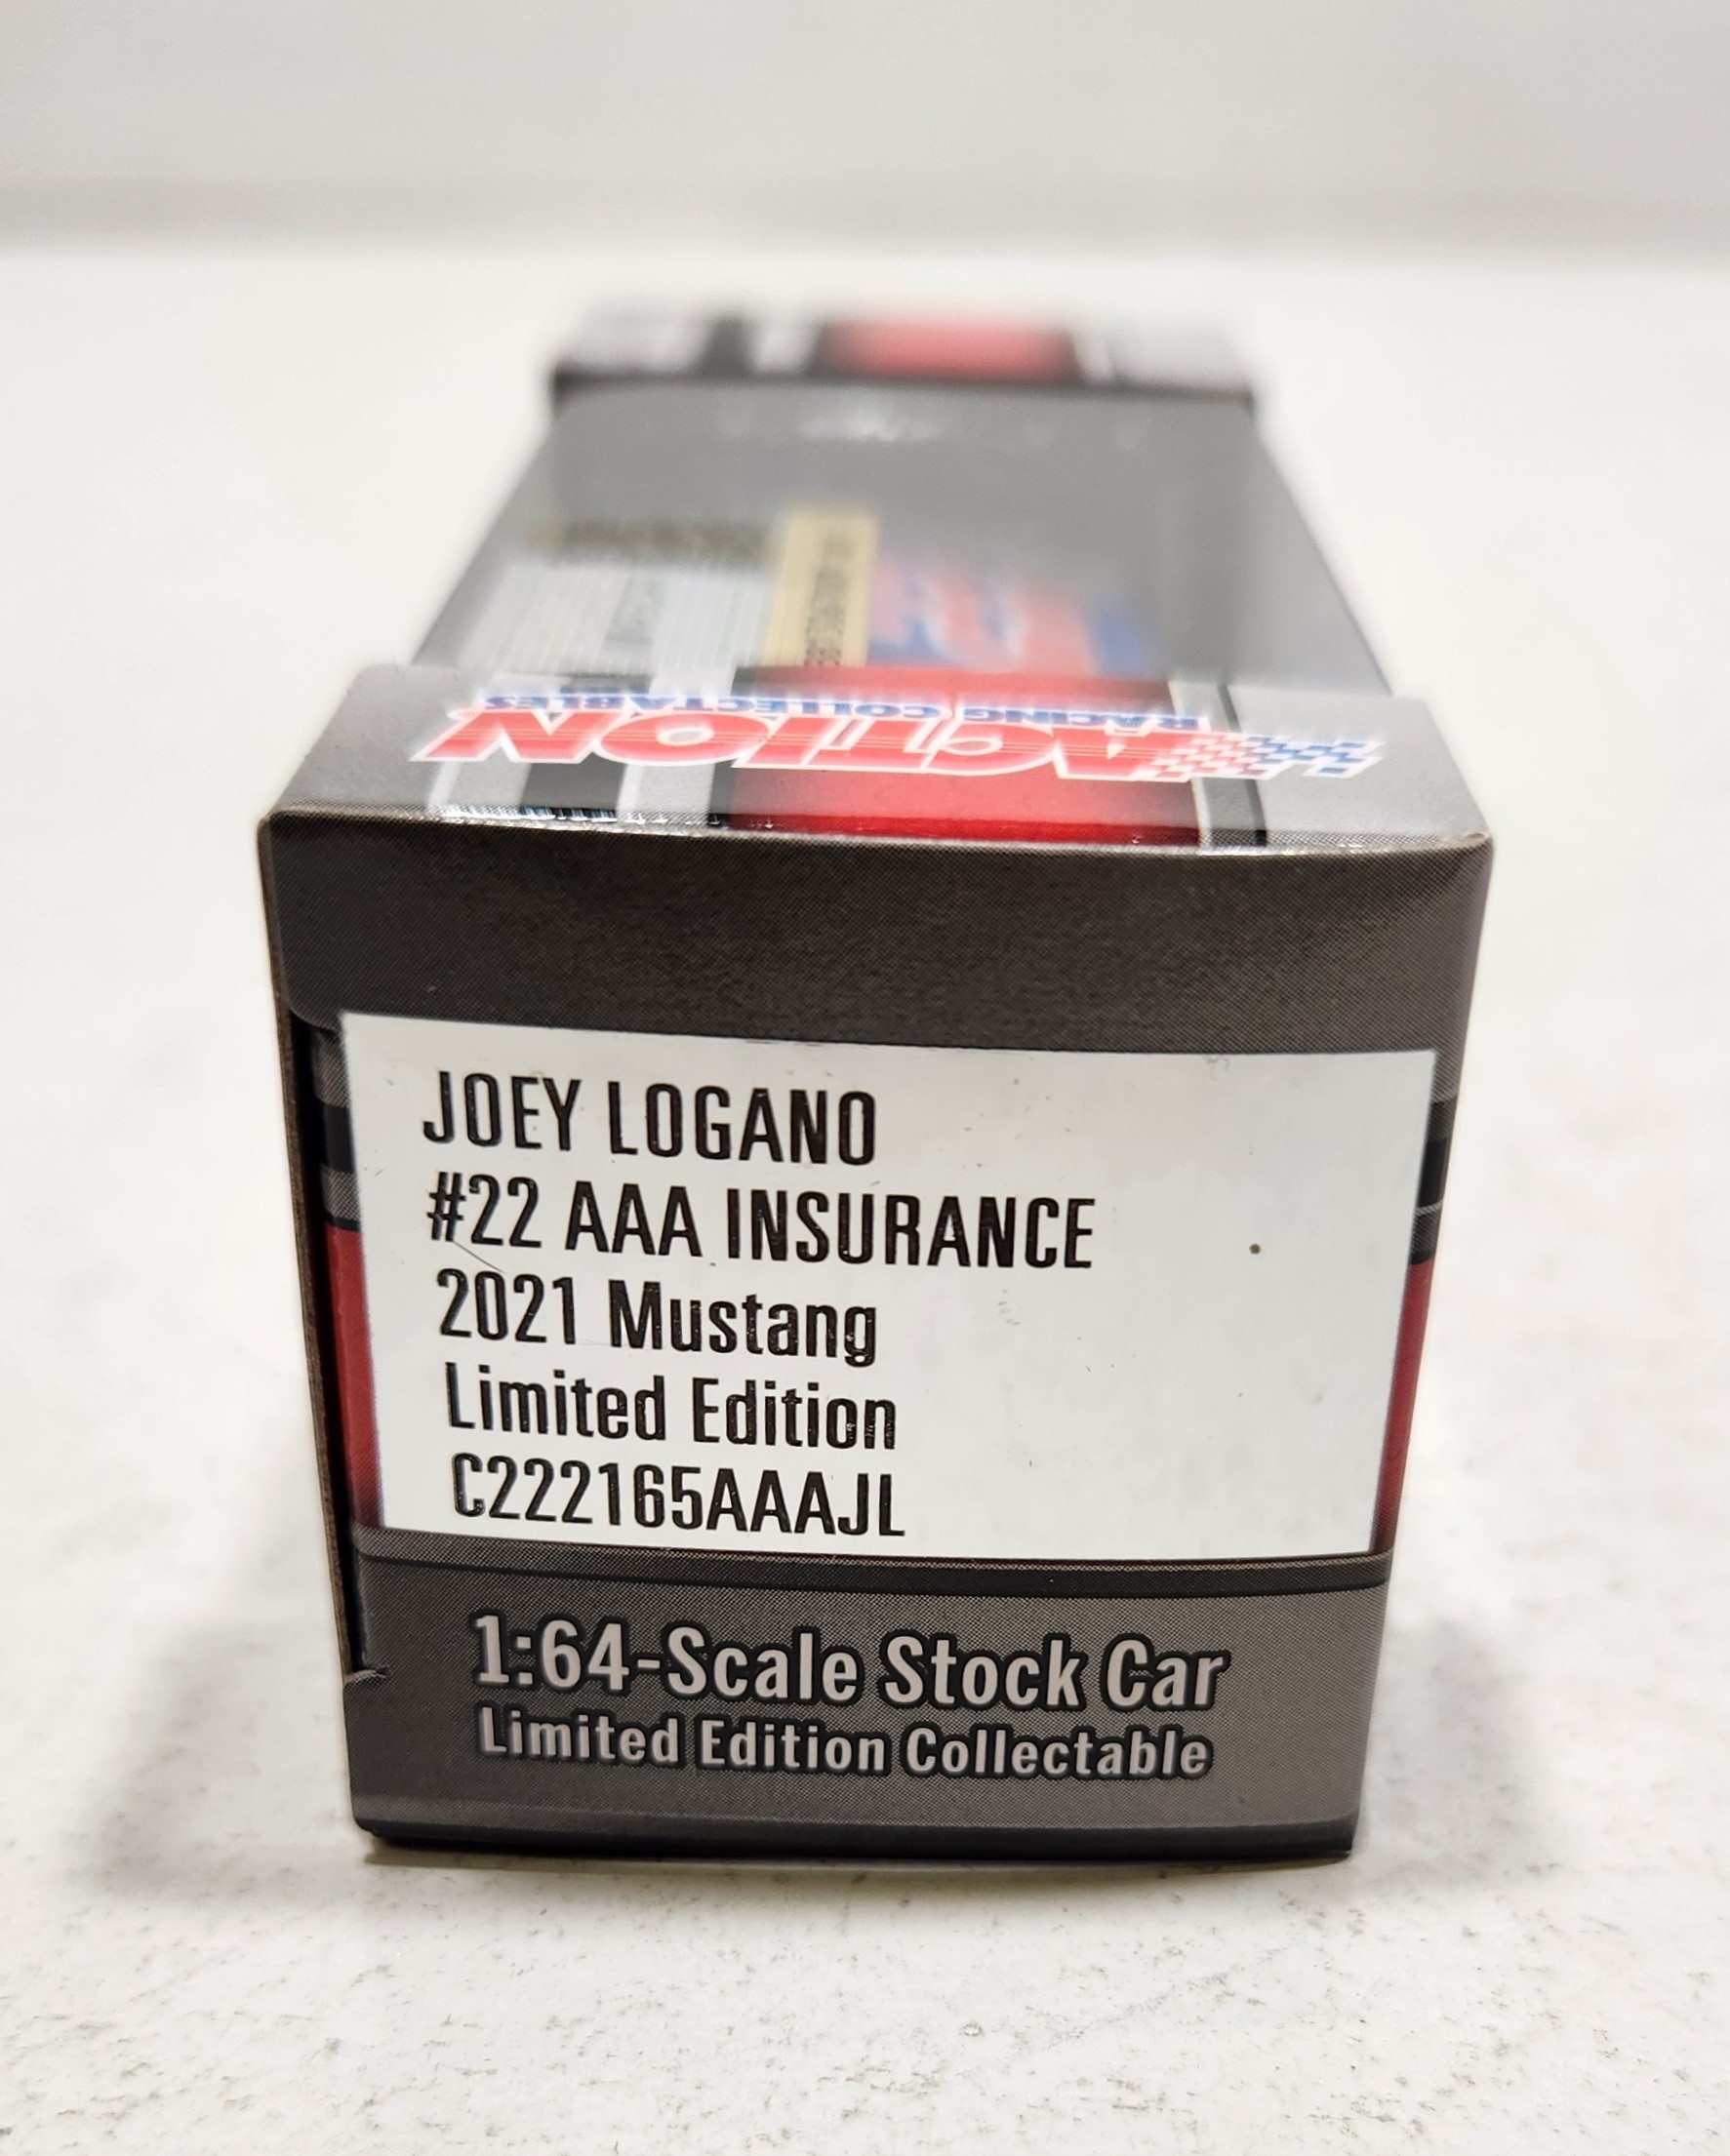 ACTION
RACING COLLECTABLES
JOEY LOGANO
#22 AAA INSURANCE
2021 Mustang
Limited Edition
C222165AAAJL
1:64-Scale Stock Car
Limited Edition Collectable